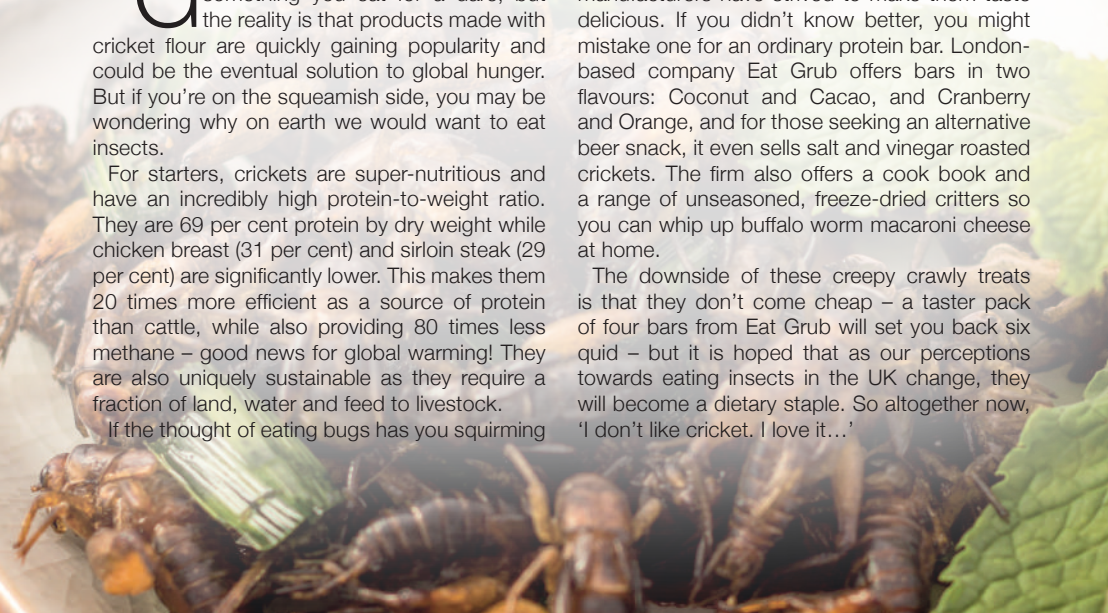 something you eat for a dare, but
the reality is that products made with
cricket flour are quickly gaining popularity and
could be the eventual solution to global hunger.
But if you’re on the squeamish side, you may be
wondering why on earth we would want to eat
insects.
For starters, crickets are super-nutritious and
have an incredibly high protein-to-weight ratio.
They are 69 per cent protein by dry weight while
chicken breast (31 per cent) and sirloin steak (29
per cent) are significantly lower. This makes them
20 times more efficient as a source of protein
than cattle, while also providing 80 times less
methane – good news for global warming! They
are also uniquely sustainable as they require a
fraction of land, water and feed to livestock.
If the thought of eating bugs has you squirming
manufacturers have strived to make them taste
delicious. If you didn’t know better, you might
mistake one for an ordinary protein bar. London-
based company Eat Grub offers bars in two
flavours: Coconut and Cacao, and Cranberry
and Orange, and for those seeking an alternative
beer snack, it even sells salt and vinegar roasted
crickets. The firm also offers a cook book and
a range of unseasoned, freeze-dried critters so
you can whip up buffalo worm macaroni cheese
at home.
The downside of these creepy crawly treats
is that they don’t come cheap – a taster pack
of four bars from Eat Grub will set you back six
quid – but it is hoped that as our perceptions
towards eating insects in the UK change, they
will become a dietary staple. So altogether now,
‘I don’t like cricket. I love it…’